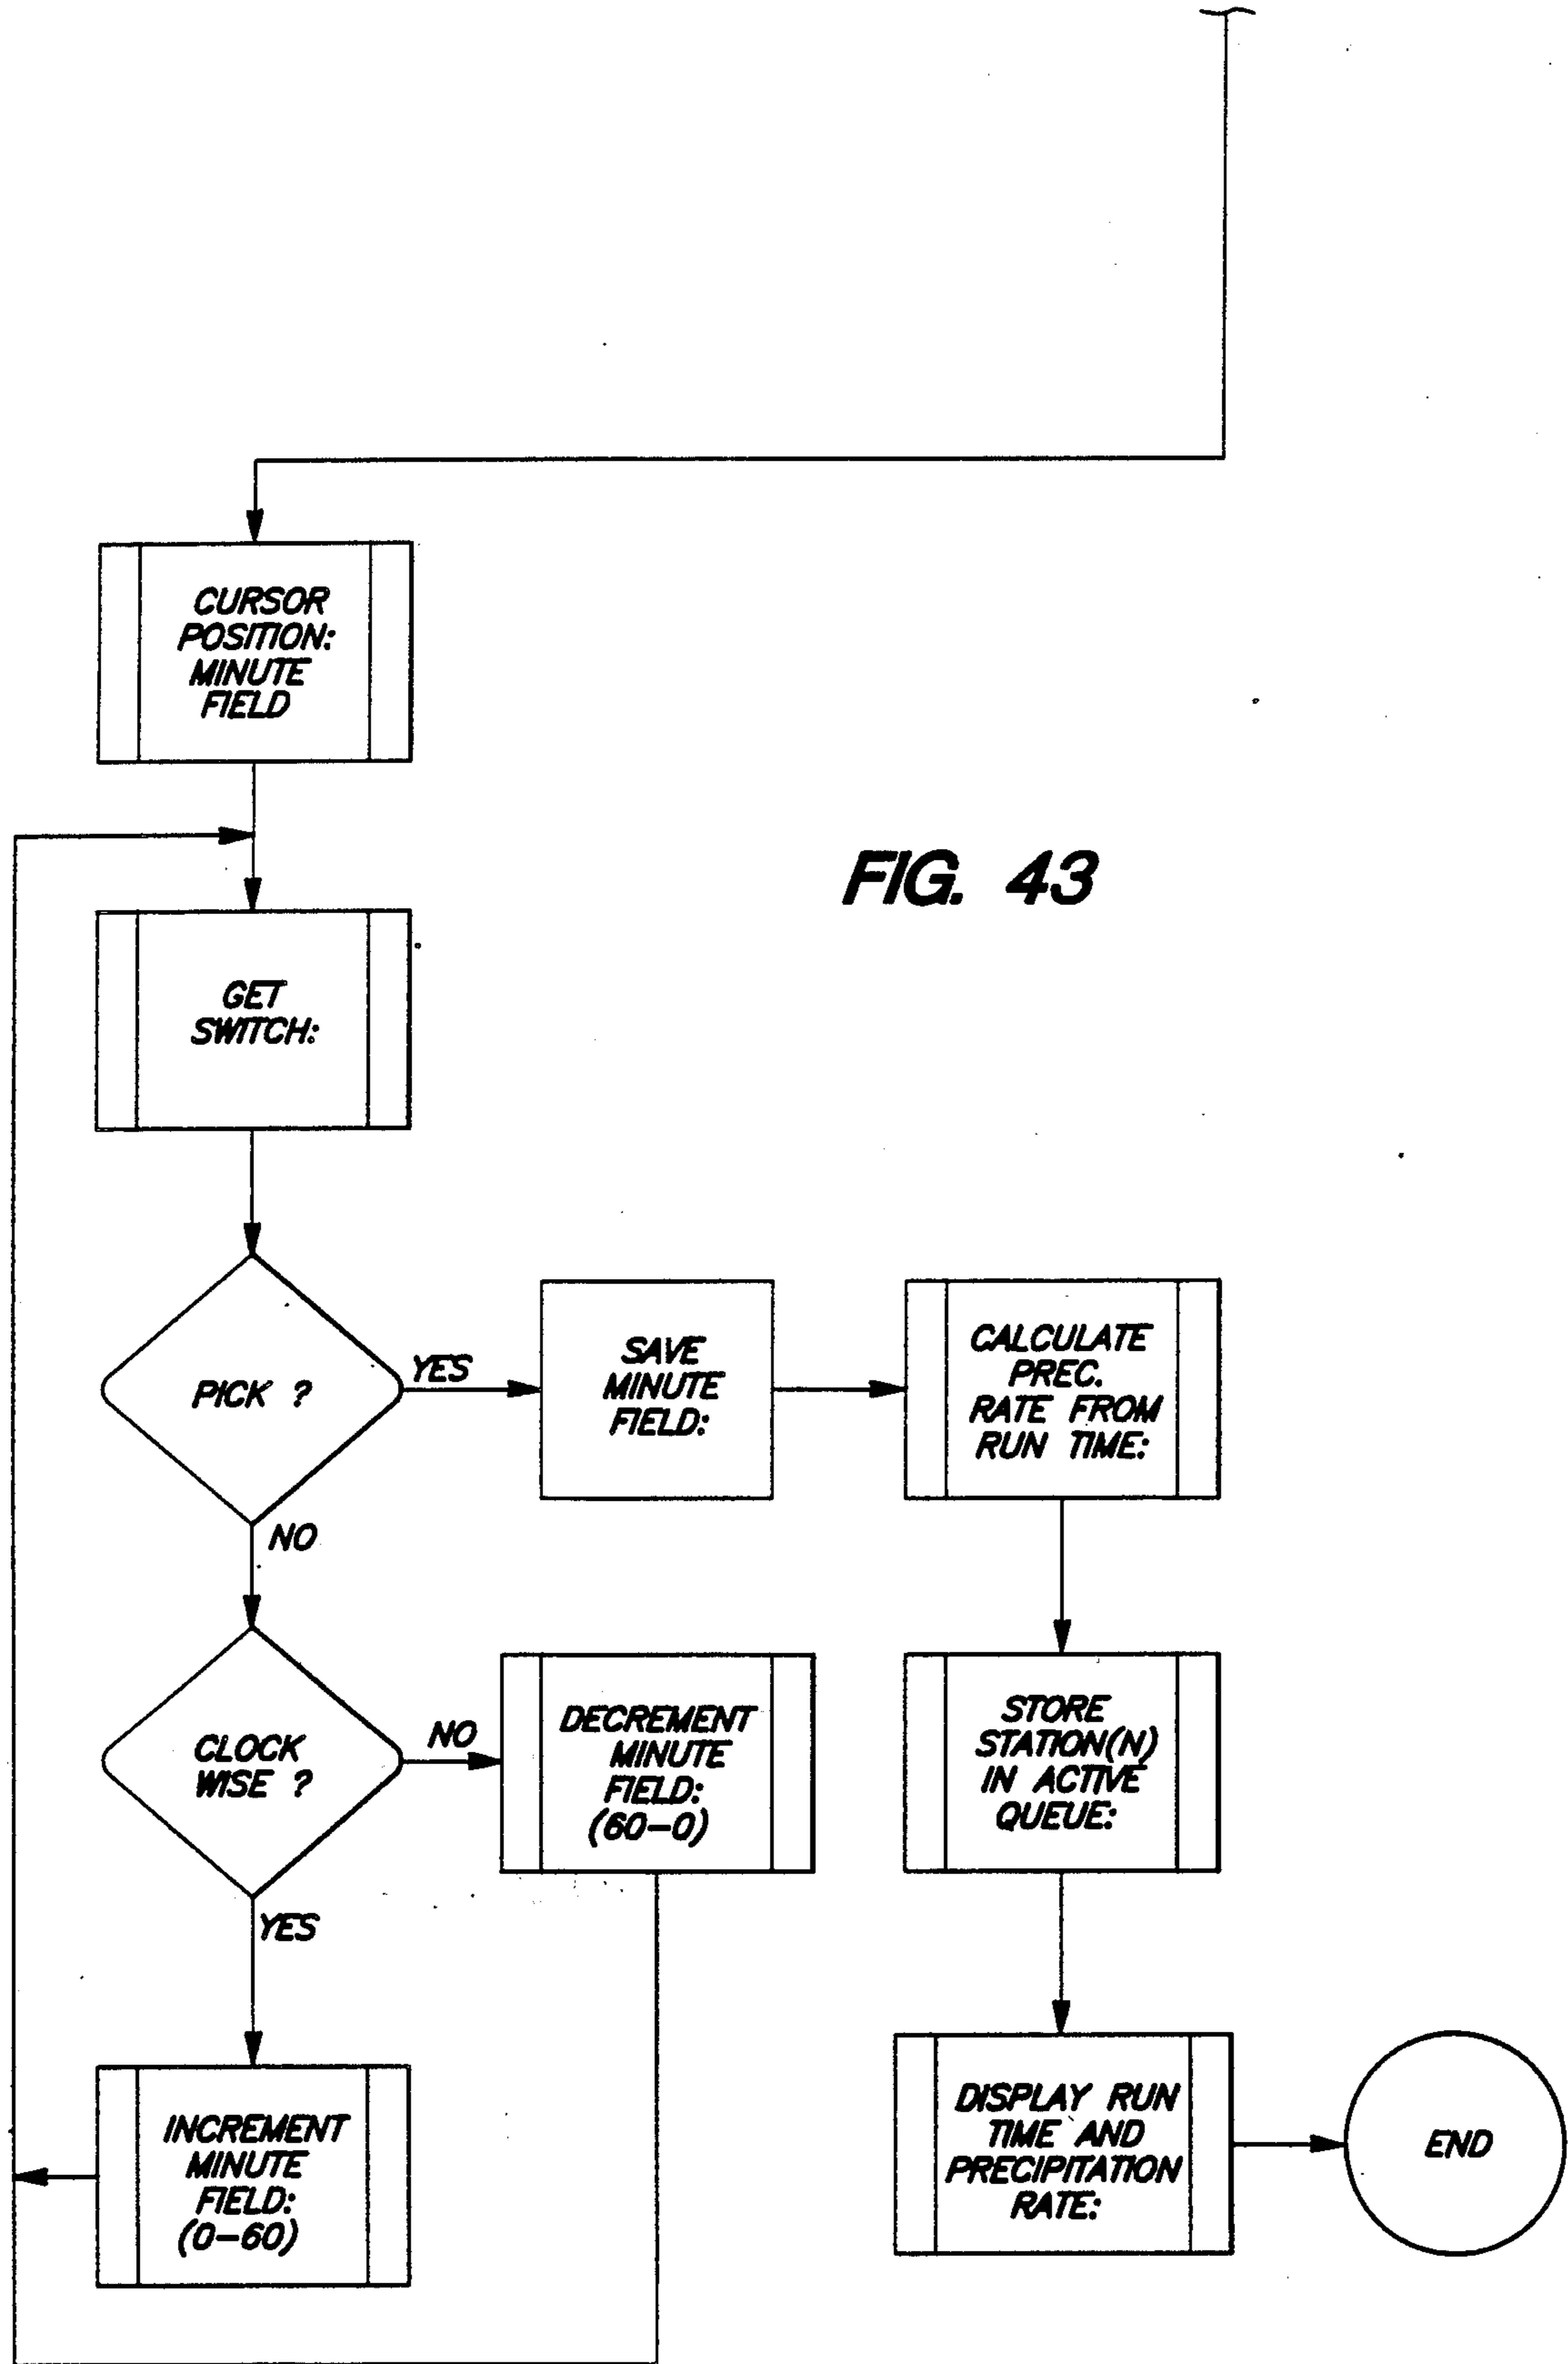 CURSOR
POSITION:
MINUTE
FIELD
FIG. 43
GET
SWITCH:
PICK ?
YES
NO
SAVE
MINUTE
FIELD:
CALCULATE
PREC.
RATE FROM
RUN TIME:
CLOCK
WISE ?
NO
YES
DECREMENT
MINUTE
FIELD:
(60-0)
STORE
STATION(N)
IN ACTIVE
QUEUE:
INCREMENT
MINUTE
FIELD:
(0-60)
DISPLAY RUN
TIME AND
PRECIPITATION
RATE:
END